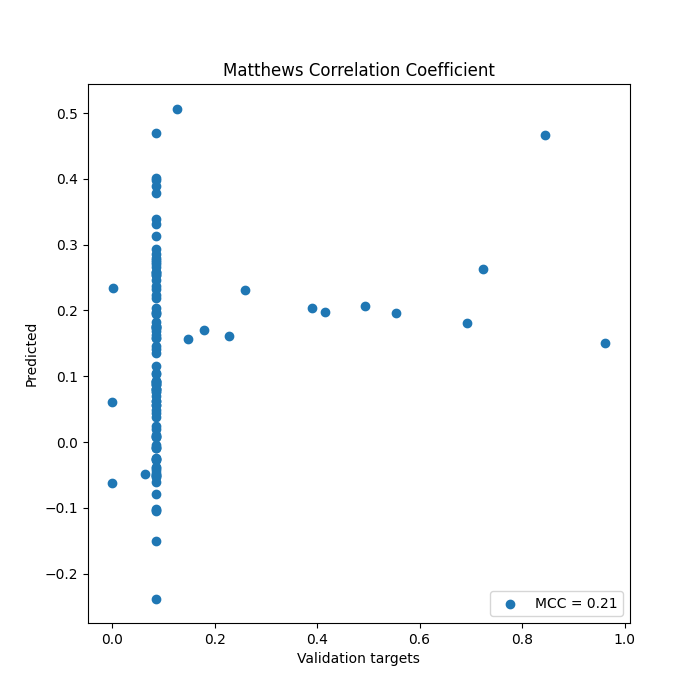 Matthews Correlation Coefficient
0.5
0.4
0.3
0.2
0.1
0.0
−0.1
−0.2
Predicted
MCC = 0.21
0.0 0.2 0.4 0.6 0.8 1.0
Validation targets